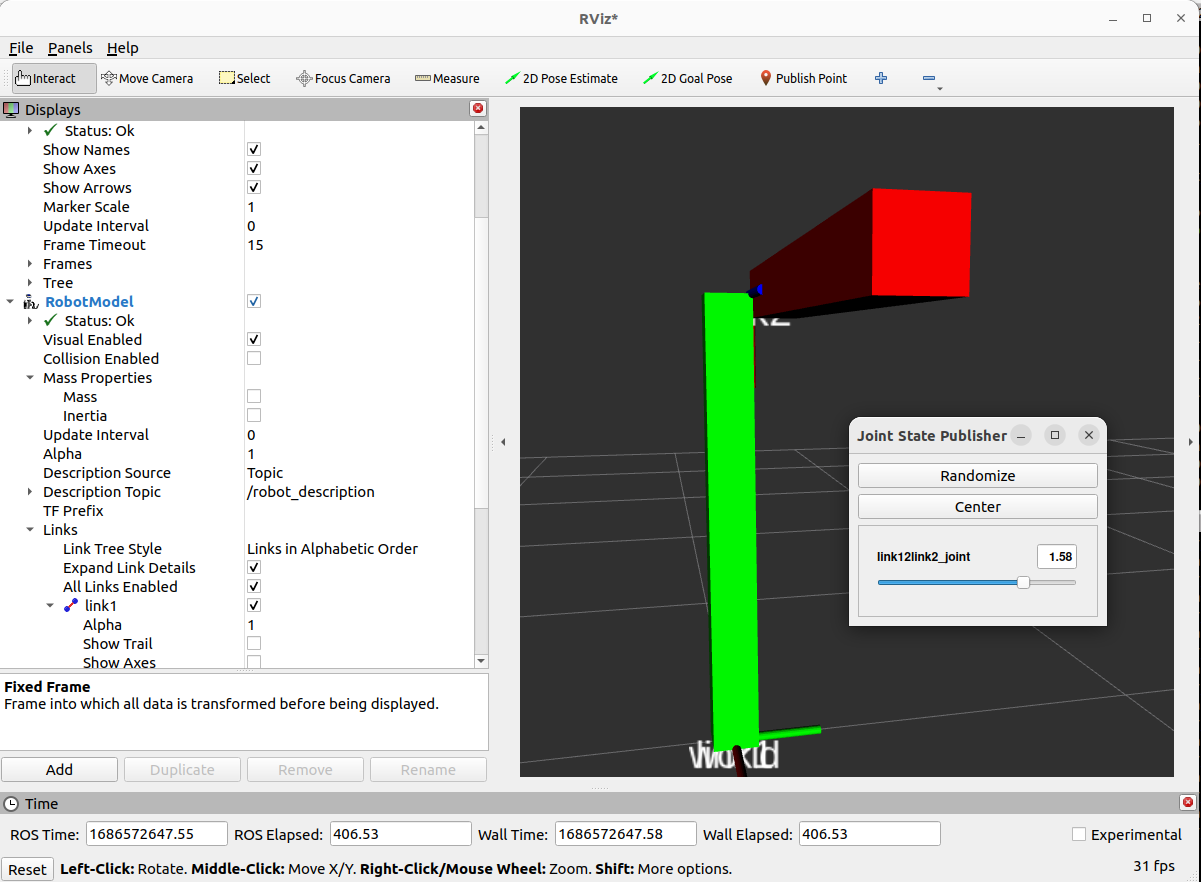 RViz*
File Panels Help
Interact Move Camera Select Focus Camera Measure 2D Pose Estimate 2D Goal Pose Publish Point
Displays
Status: Ok
Show Names
Show Axes
Show Arrows
Marker Scale 1
Update Interval 0
Frame Timeout 15
Frames
Tree
RobotModel
Status: Ok
Visual Enabled
Collision Enabled
Mass Properties
Mass
Inertia
Update Interval 0
Alpha 1
Description Source Topic
Description Topic /robot_description
TF Prefix
Links
Link Tree Style Links in Alphabetic Order
Expand Link Details
All Links Enabled
link1
Alpha 1
Show Trail
Show Axes
Fixed Frame
Frame into which all data is transformed before being displayed.
Add Duplicate Remove Rename
Joint State Publisher
Randomize
Center
link12link2_joint 1.58
Time
ROS Time: 1686572647.55 ROS Elapsed: 406.53 Wall Time: 1686572647.58 Wall Elapsed: 406.53 Experimental
Reset Left-Click: Rotate. Middle-Click: Move X/Y. Right-Click/Mouse Wheel: Zoom. Shift: More options. 31 fps